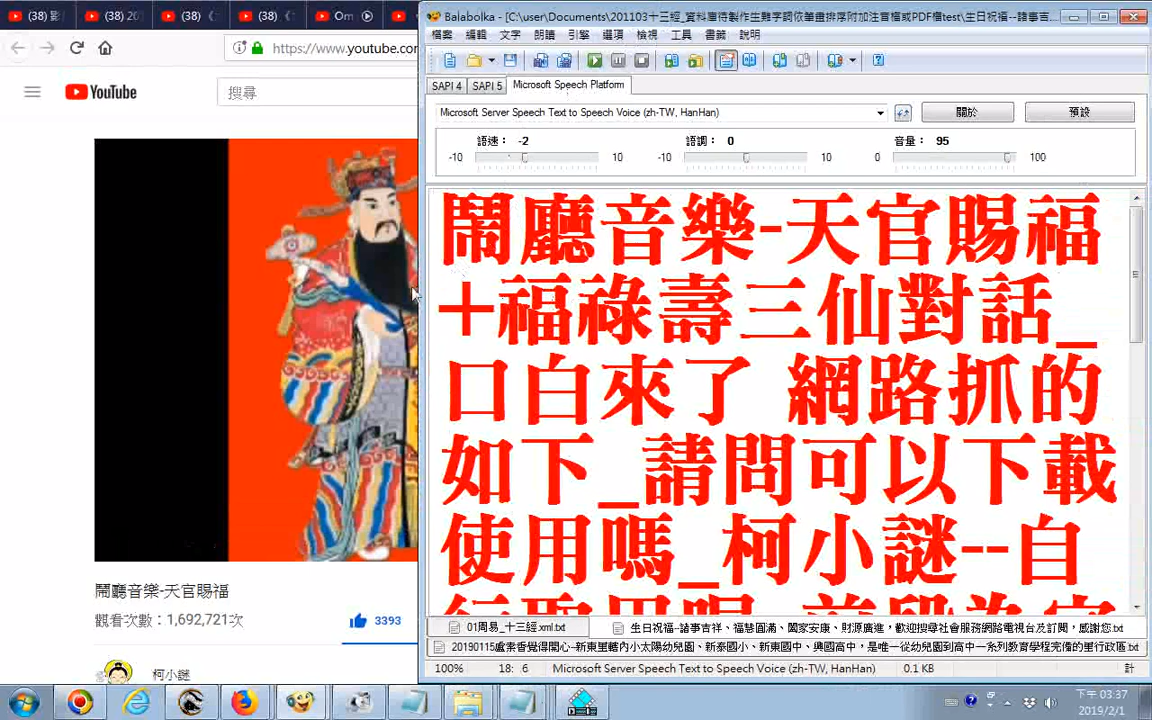 (38) 影
(38) 20
(38) 《
(38) 《
Om
https://www.youtube.con
YouTube
搜尋
鬧廳音樂-天官賜福
觀看次數：1,692,721次
3393
柯小謎
Balabolka - [C:\user\Documents\201103十三經_資料庫待製作生難字詞依筆畫排序附加注音檔或PDF檔test\生日祝福--諸事吉...
檔案 編輯 文字 朗讀 引擎 選項 檢視 工具 書籤 說明
SAPI 4 SAPI 5 Microsoft Speech Platform
Microsoft Server Speech Text to Speech Voice (zh-TW, HanHan) 關於 預設
語速： -2 語調： 0 音量： 95
-10 10 -10 10 0 100
鬧廳音樂-天官賜福
+福祿壽三仙對話_
口白來了 網路抓的
如下_請問可以下載
使用嗎_柯小謎--自
01周易_十三經.xml.txt 生日祝福--諸事吉祥、福慧圓滿、闔家安康、財源廣進，歡迎搜尋社會服務網路電視台及訂閱，感謝您.txt
20190115盧素香覺得開心--新東里轄內小太陽幼兒園、新泰國小、新東國中、興國高中，是唯一從幼兒園到高中一系列教育學程完備的里行政區.txt
100% 18: 6 Microsoft Server Speech Text to Speech Voice (zh-TW, HanHan) 0.1 KB
下午 03:37
2019/2/1